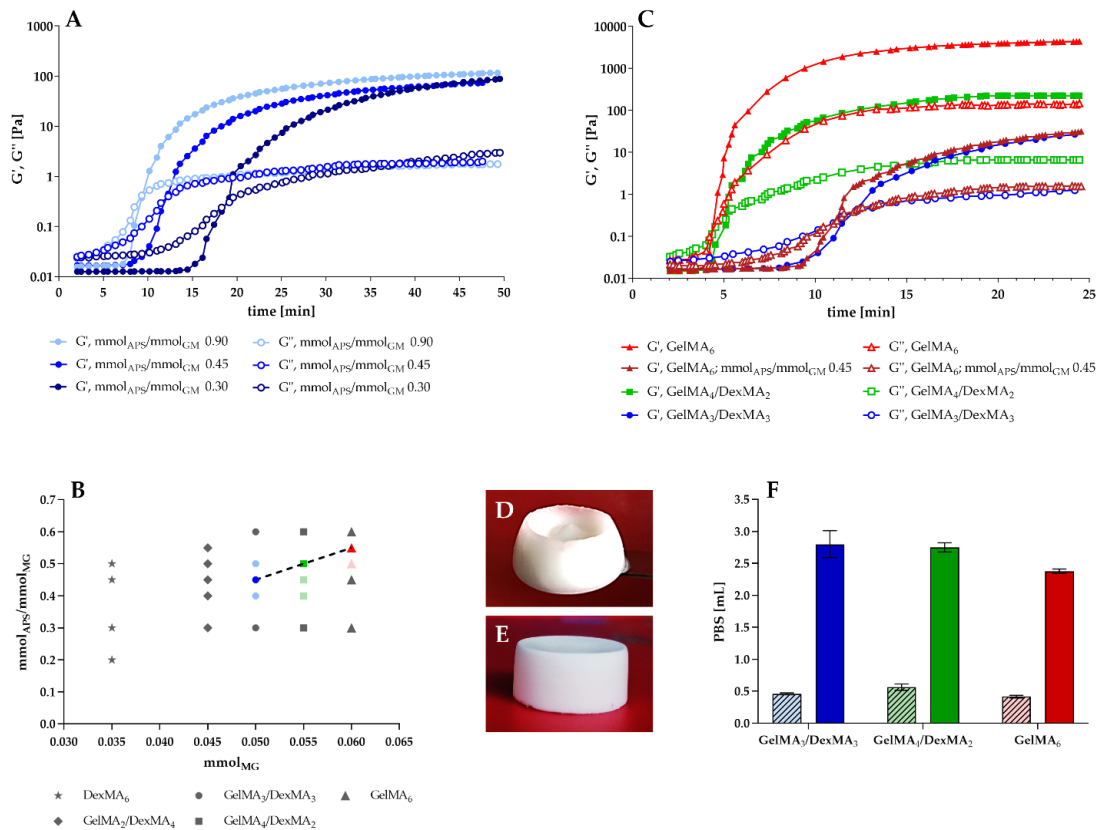 A
G', G'' [Pa]
1000
100
10
1
0.1
0.01
0 5 10 15 20 25 30 35 40 45 50
time [min]
G', mmolAPS/mmolGM 0.90 G'', mmolAPS/mmolGM 0.90
G', mmolAPS/mmolGM 0.45 G'', mmolAPS/mmolGM 0.45
G', mmolAPS/mmolGM 0.30 G'', mmolAPS/mmolGM 0.30
C
G', G'' [Pa]
10000
1000
100
10
1
0.1
0.01
0 5 10 15 20 25
time [min]
G', GelMA6 G'', GelMA6
G', GelMA6; mmolAPS/mmolGM 0.45 G'', GelMA6; mmolAPS/mmolGM 0.45
G', GelMA4/DexMA2 G'', GelMA4/DexMA2
G', GelMA3/DexMA3 G'', GelMA3/DexMA3
B
mmolAPS/mmolMG
0.7
0.6
0.5
0.4
0.3
0.2
0.1
0.0
0.030 0.035 0.040 0.045 0.050 0.055 0.060 0.065
mmolMG
DexMA6 GelMA3/DexMA3 GelMA6
GelMA2/DexMA4 GelMA4/DexMA2
D
E
F
PBS [mL]
3.5
3.0
2.5
2.0
1.5
1.0
0.5
0.0
GelMA3/DexMA3 GelMA4/DexMA2 GelMA6